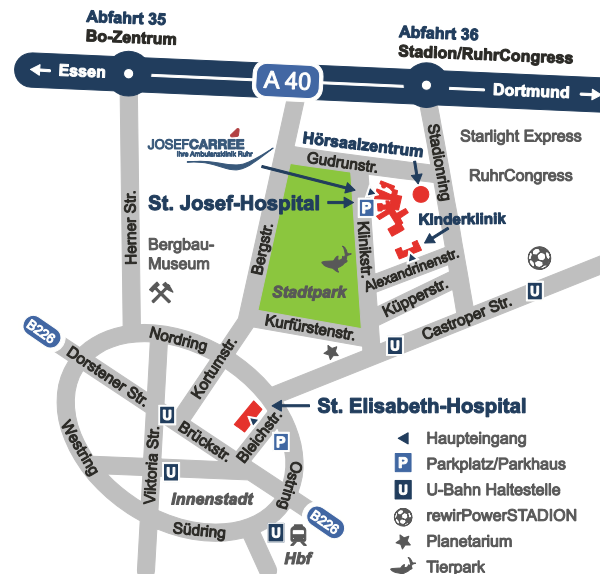 Abfahrt 35
Bo-Zentrum
Abfahrt 36
Stadion/RuhrCongress
Essen
A 40
Dortmund
JOSEFCARRÉE
Ihre Ambulanzklinik Ruhr
Hörsaalzentrum
Starlight Express
Gudrunstr.
Stadionring
RuhrCongress
St. Josef-Hospital
P
Kinderklinik
Herner Str.
Bergbau-
Museum
Bergstr.
Klinikstr.
Alexandrinenstr.
Stadtpark
Küpperstr.
U
Castroper Str.
Kurfürstenstr.
U
B226
Nordring
Dorstener Str.
Kortumstr.
St. Elisabeth-Hospital
U
Brückstr.
Bleichstr.
P
Westring
Viktoria Str.
U
Innenstadt
Ostring
B226
Südring
U
Hbf
Haupteingang
P
Parkplatz/Parkhaus
U
U-Bahn Haltestelle
rewirPowerSTADION
Planetarium
Tierpark